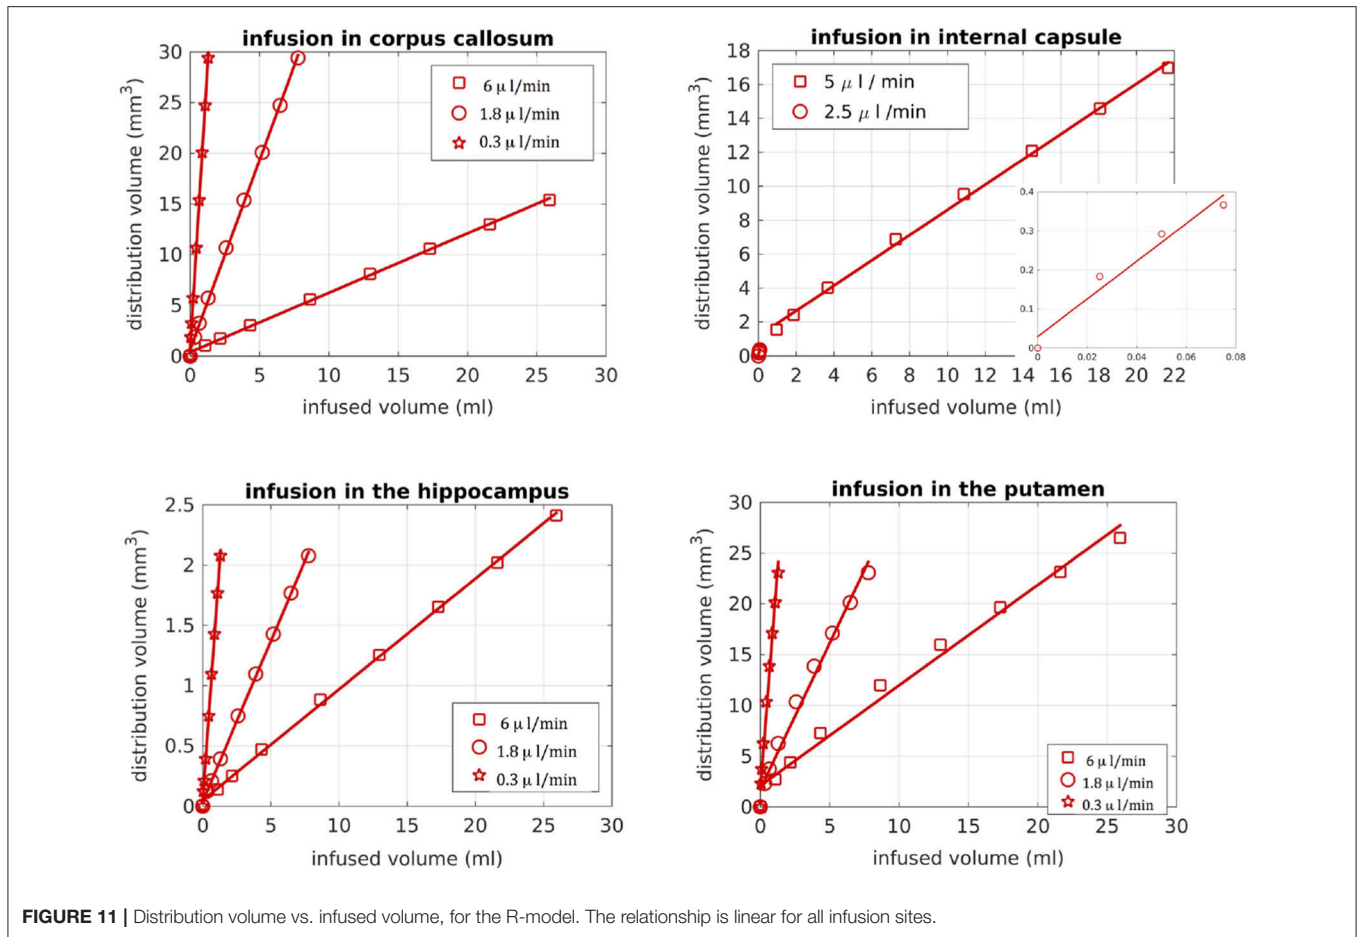 infusion in corpus callosum
30
25
20
15
10
5
0
distribution volume (mm³)
6 μ l/min
1.8 μ l/min
0.3 μ l/min
0 5 10 15 20 25 30
infused volume (ml)
infusion in internal capsule
18
16
14
12
10
8
6
4
2
0
distribution volume (mm³)
5 μ l / min
2.5 μ l /min
0.4
0.3
0.2
0.1
0
0 0.02 0.04 0.06 0.08
0 2 4 6 8 10 12 14 16 18 20 22
infused volume (ml)
infusion in the hippocampus
2.5
2
1.5
1
0.5
0
distribution volume (mm³)
6 μ l/min
1.8 μ l/min
0.3 μ l/min
0 5 10 15 20 25 30
infused volume (ml)
infusion in the putamen
30
25
20
15
10
5
0
distribution volume (mm³)
6 μ l/min
1.8 μ l/min
0.3 μ l/min
0 5 10 15 20 25 30
infused volume (ml)
FIGURE 11 | Distribution volume vs. infused volume, for the R-model. The relationship is linear for all infusion sites.